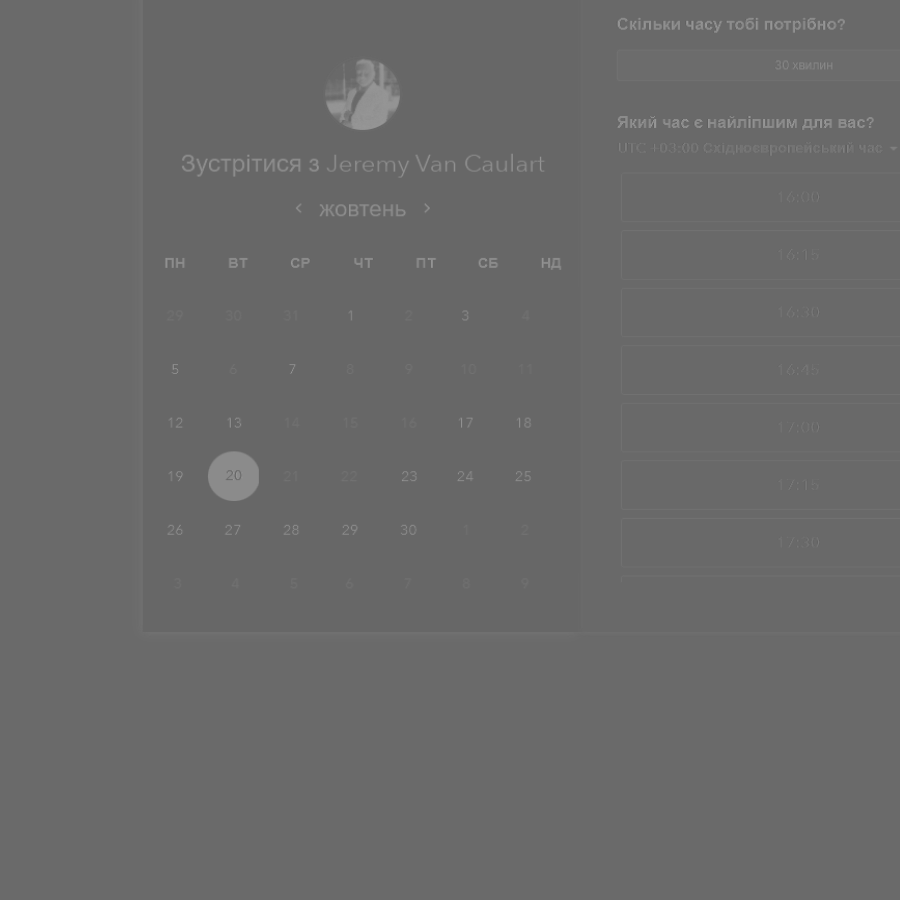 Скільки часу тобі потрібно?
30 хвилин
Який час є найліпшим для вас?
UTC +03:00 Східноєвропейський час
16:00
16:15
16:30
16:45
17:00
17:15
17:30
Зустрітися з Jeremy Van Caulart
жовтень
ПН ВТ СР ЧТ ПТ СБ НД
29 30 31 1 2 3 4
5 6 7 8 9 10 11
12 13 14 15 16 17 18
19 20 21 22 23 24 25
26 27 28 29 30 1 2
3 4 5 6 7 8 9